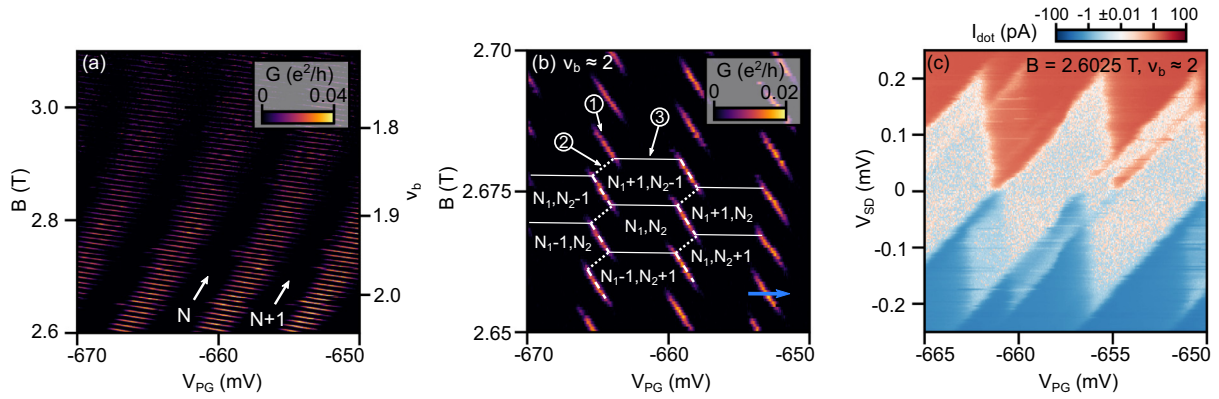 (a)
G (e²/h)
0 0.04
3.0
2.9
2.8
2.7
2.6
B (T)
1.8
1.9
2.0
ν_b
N
N+1
-670 -660 -650
V_PG (mV)
(b) ν_b ≈ 2
G (e²/h)
0 0.02
2.70
2.675
2.65
B (T)
①
②
③
N₁+1,N₂-1
N₁,N₂-1
N₁+1,N₂
N₁,N₂
N₁-1,N₂
N₁-1,N₂+1
N₁,N₂+1
-670 -660 -650
V_PG (mV)
I_dot (pA)
-100 -1 ±0.01 1 100
(c)
B = 2.6025 T, ν_b ≈ 2
0.2
0.1
0
-0.1
-0.2
V_SD (mV)
-665 -660 -655 -650
V_PG (mV)